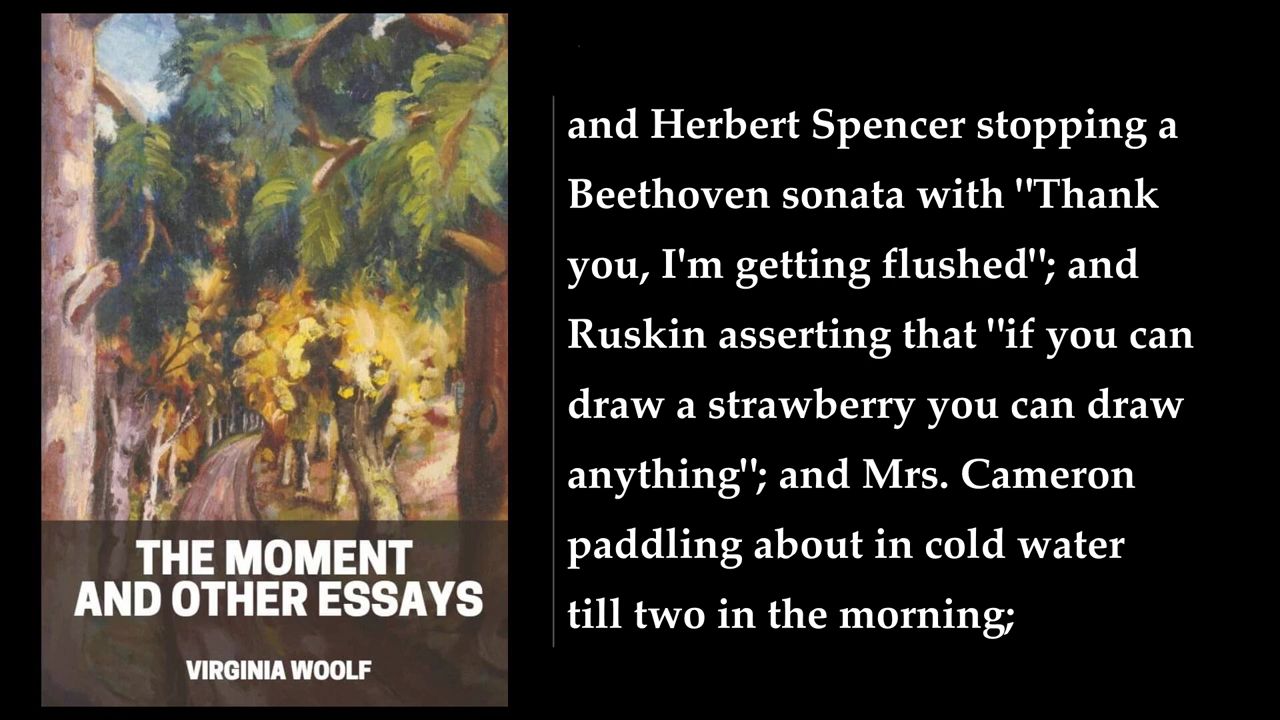 THE MOMENT
AND OTHER ESSAYS
VIRGINIA WOOLF
and Herbert Spencer stopping a
Beethoven sonata with "Thank
you, I'm getting flushed"; and
Ruskin asserting that "if you can
draw a strawberry you can draw
anything"; and Mrs. Cameron
paddling about in cold water
till two in the morning;